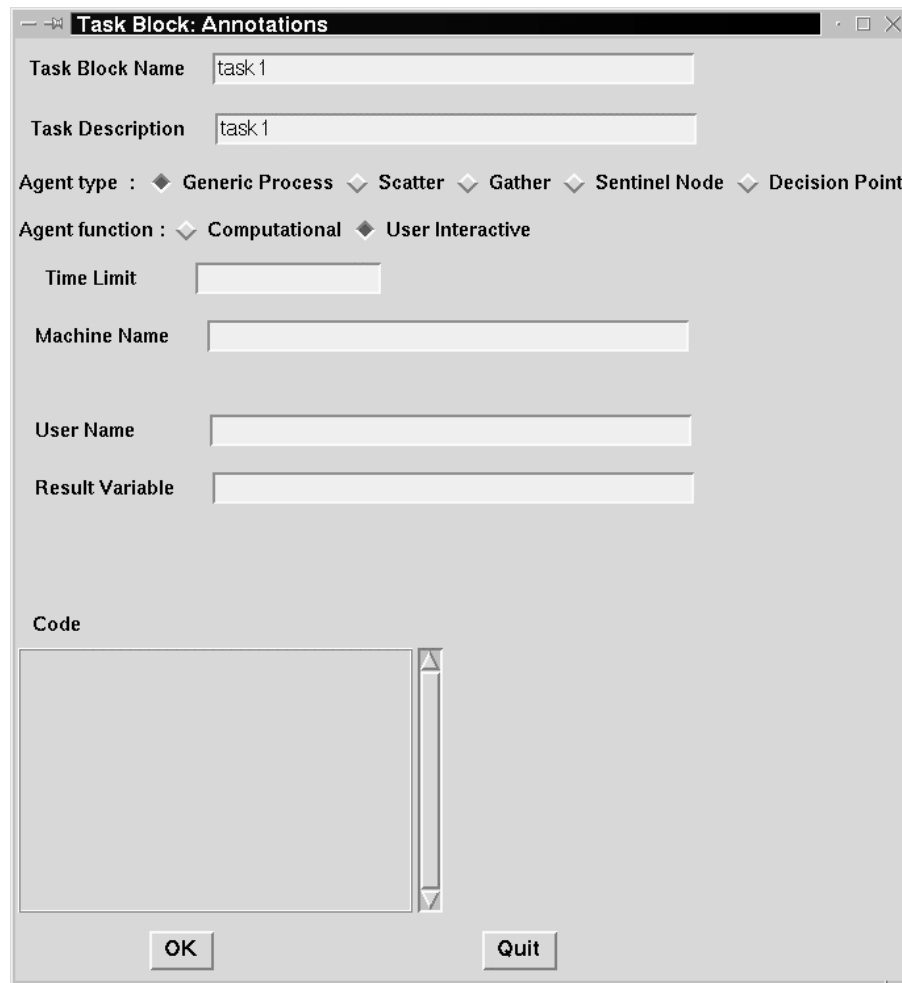 Task Block: Annotations
Task Block Name task1
Task Description task1
Agent type : Generic Process Scatter Gather Sentinel Node Decision Point
Agent function : Computational User Interactive
Time Limit
Machine Name
User Name
Result Variable
Code
OK Quit